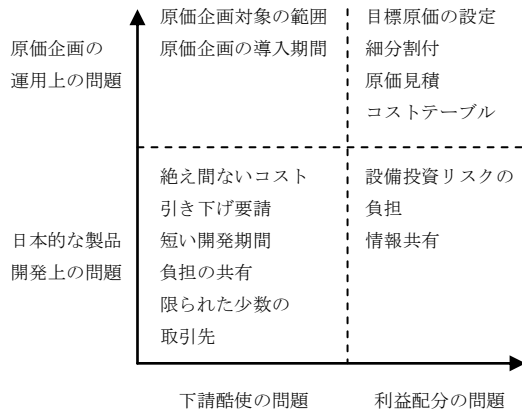 原価企画の
運用上の問題
原価企画対象の範囲
原価企画の導入期間
目標原価の設定
細分割付
原価見積
コストテーブル
日本的な製品
開発上の問題
絶え間ないコスト
引き下げ要請
短い開発期間
負担の共有
限られた少数の
取引先
設備投資リスクの
負担
情報共有
下請酷使の問題
利益配分の問題